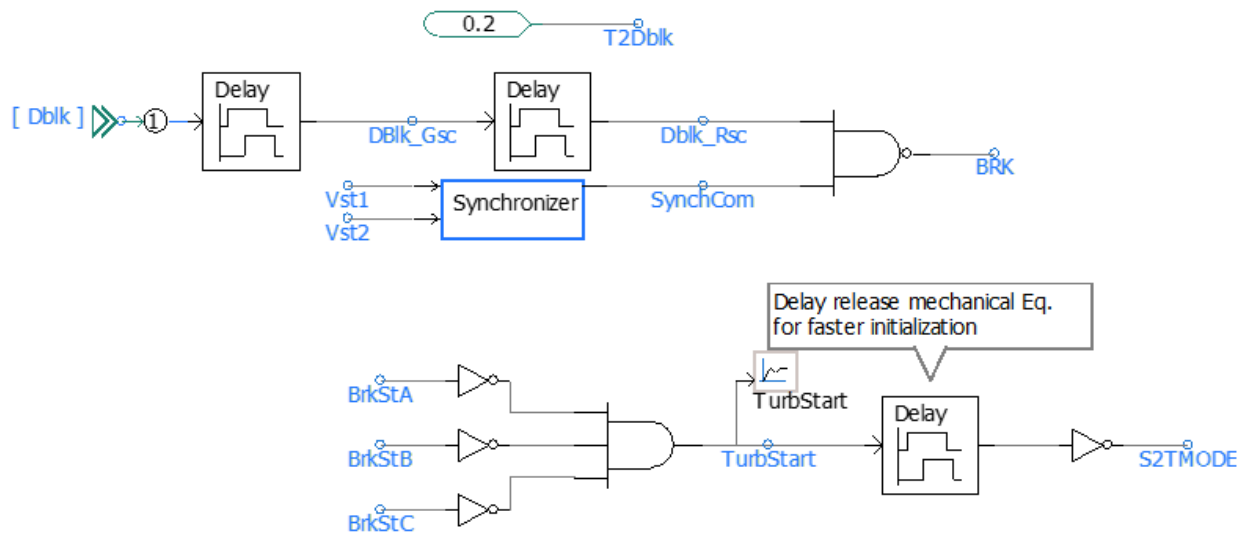 0.2
T2Dblk
[ Dblk ]
1
Delay
DBlk_Gsc
Delay
Dblk_Rsc
BRK
Vst1
Vst2
Synchronizer
SynchCom
Delay release mechanical Eq.
for faster initialization
TurbStart
BrkStA
BrkStB
BrkStC
TurbStart
Delay
S2TMODE